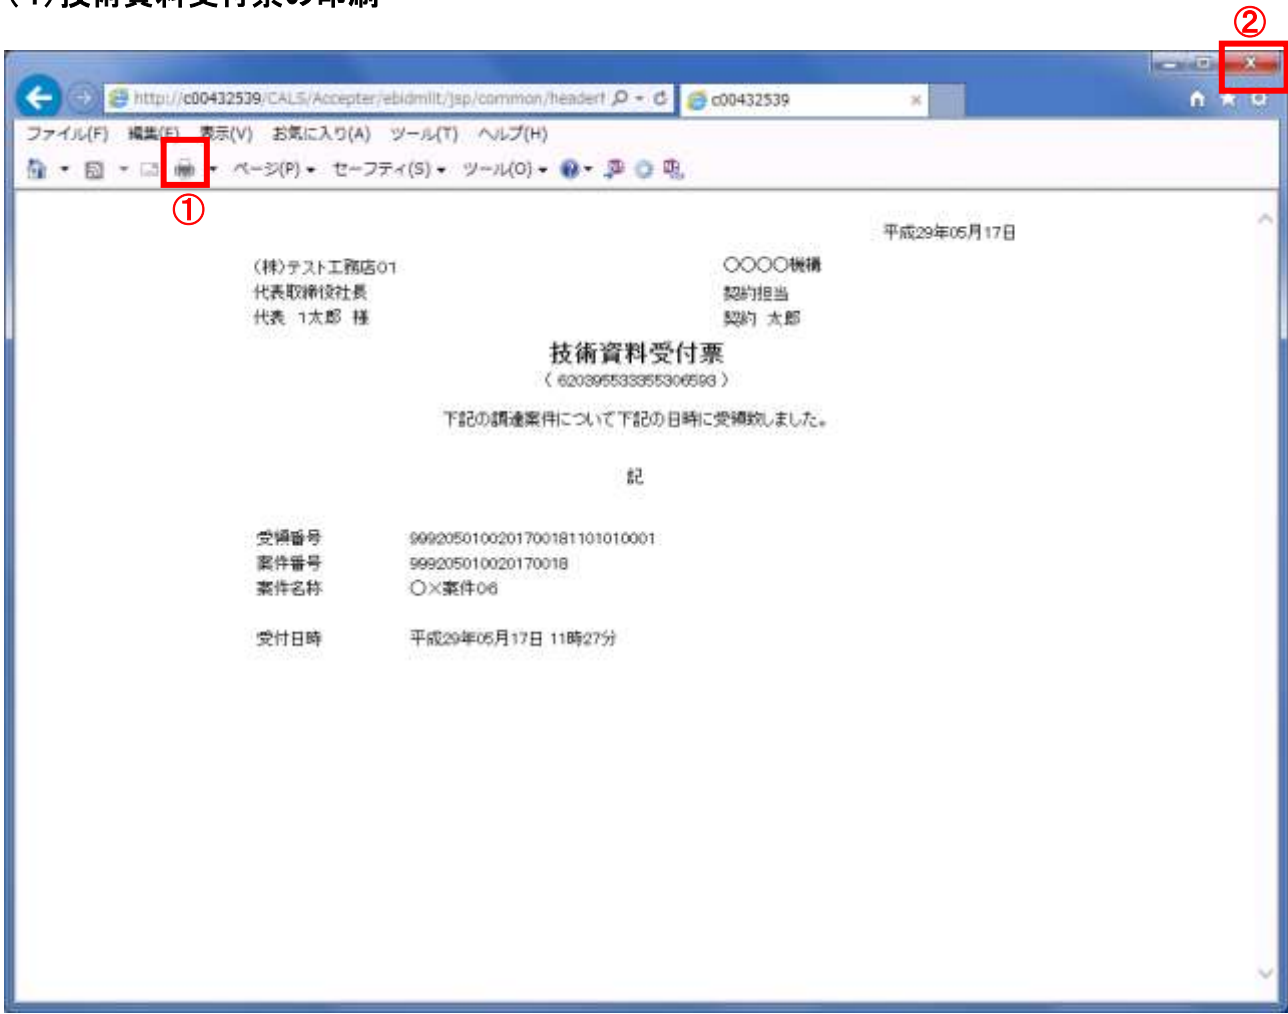 技術資料受付票の印刷
②
http://c00432539/CALS/Accepter/ebidmlit/jsp/common/header c00432539
ファイル(F) 編集(E) 表示(V) お気に入り(A) ツール(T) ヘルプ(H)
ページ(P) セーフティ(S) ツール(O)
①
平成29年05月17日
(株)テスト工務店01 ○○○○機構
代表取締役社長 契約担当
代表 1太郎 様 契約 太郎
技術資料受付票
( 620395533355306593 )
下記の調達案件について下記の日時に受領致しました。
記
受領番号 99920501002017001811010​10001
案件番号 999205010020170018
案件名称 ○×案件06
受付日時 平成29年05月17日 11時27分